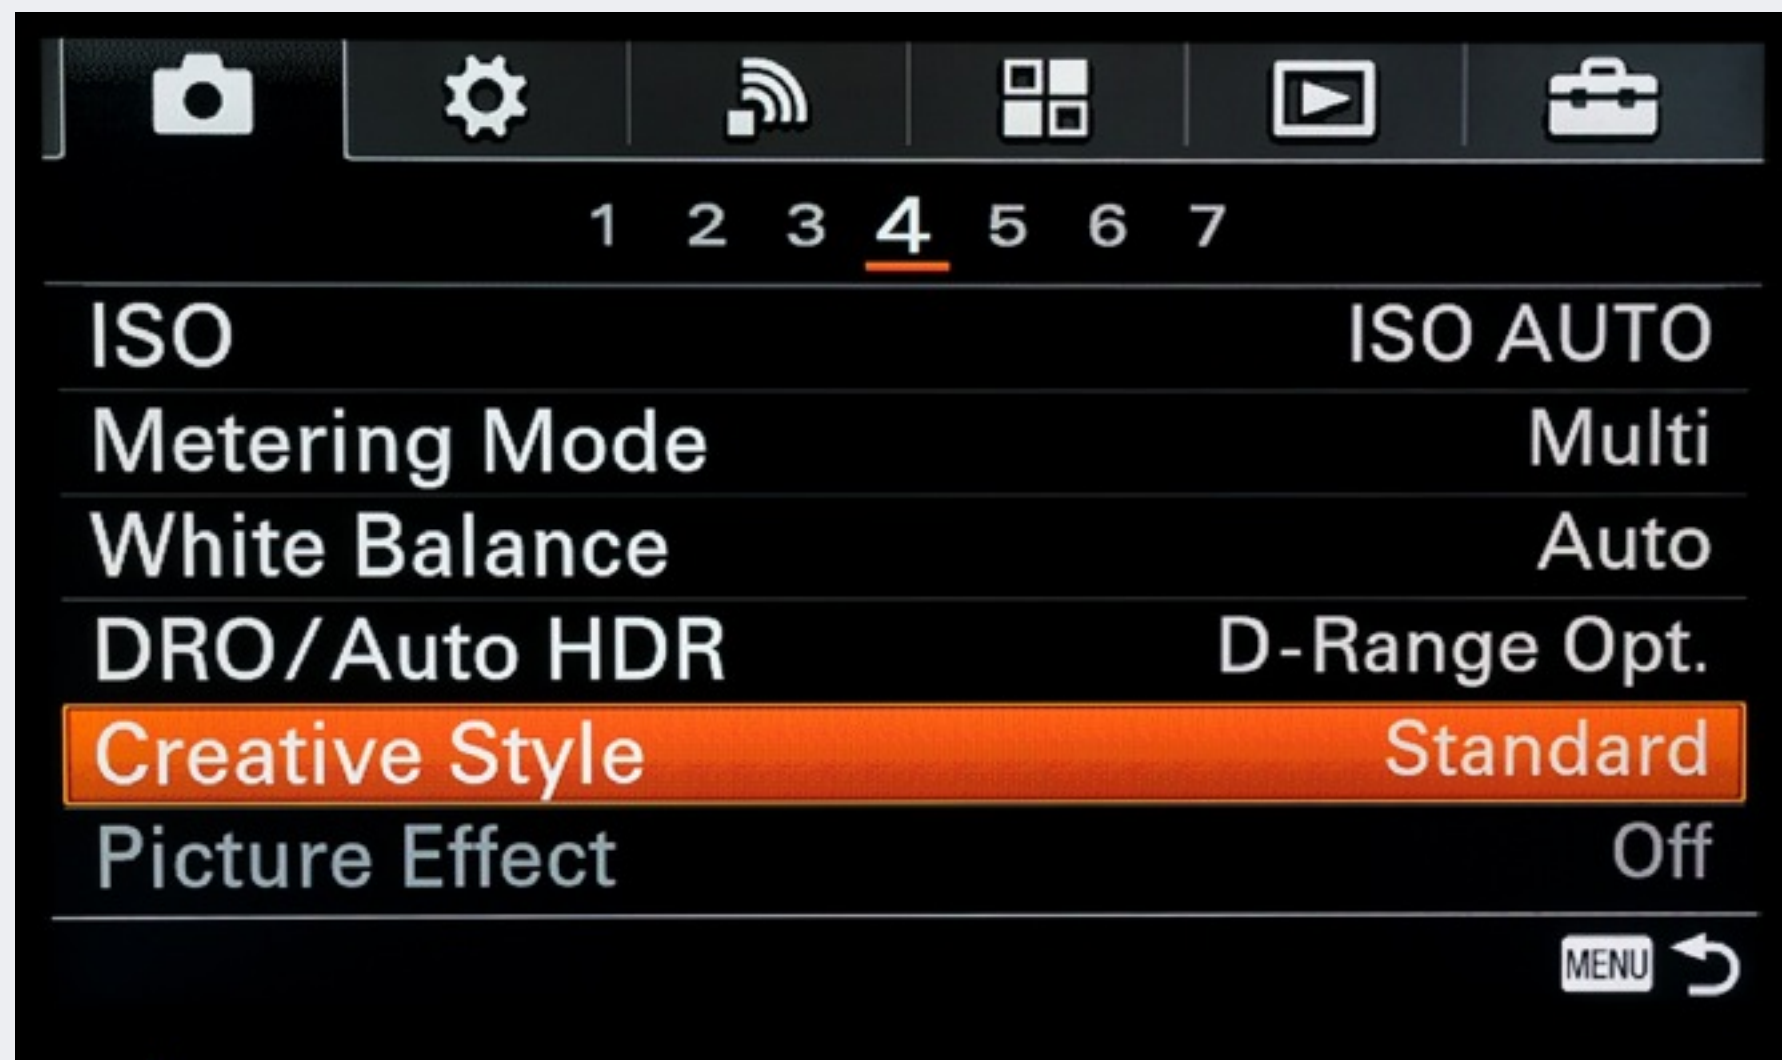 1 2 3 4 5 6 7
ISO ISO AUTO
Metering Mode Multi
White Balance Auto
DRO/Auto HDR D-Range Opt.
Creative Style Standard
Picture Effect Off
MENU